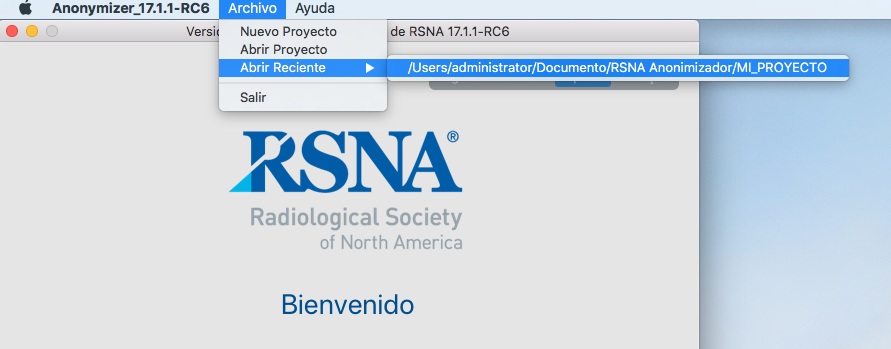 Anonymizer_17.1.1-RC6 Archivo Ayuda
Versi de RSNA 17.1.1-RC6
Nuevo Proyecto
Abrir Proyecto
Abrir Reciente /Users/administrator/Documento/RSNA Anonimizador/MI_PROYECTO
Salir
RSNA®
Radiological Society
of North America
Bienvenido